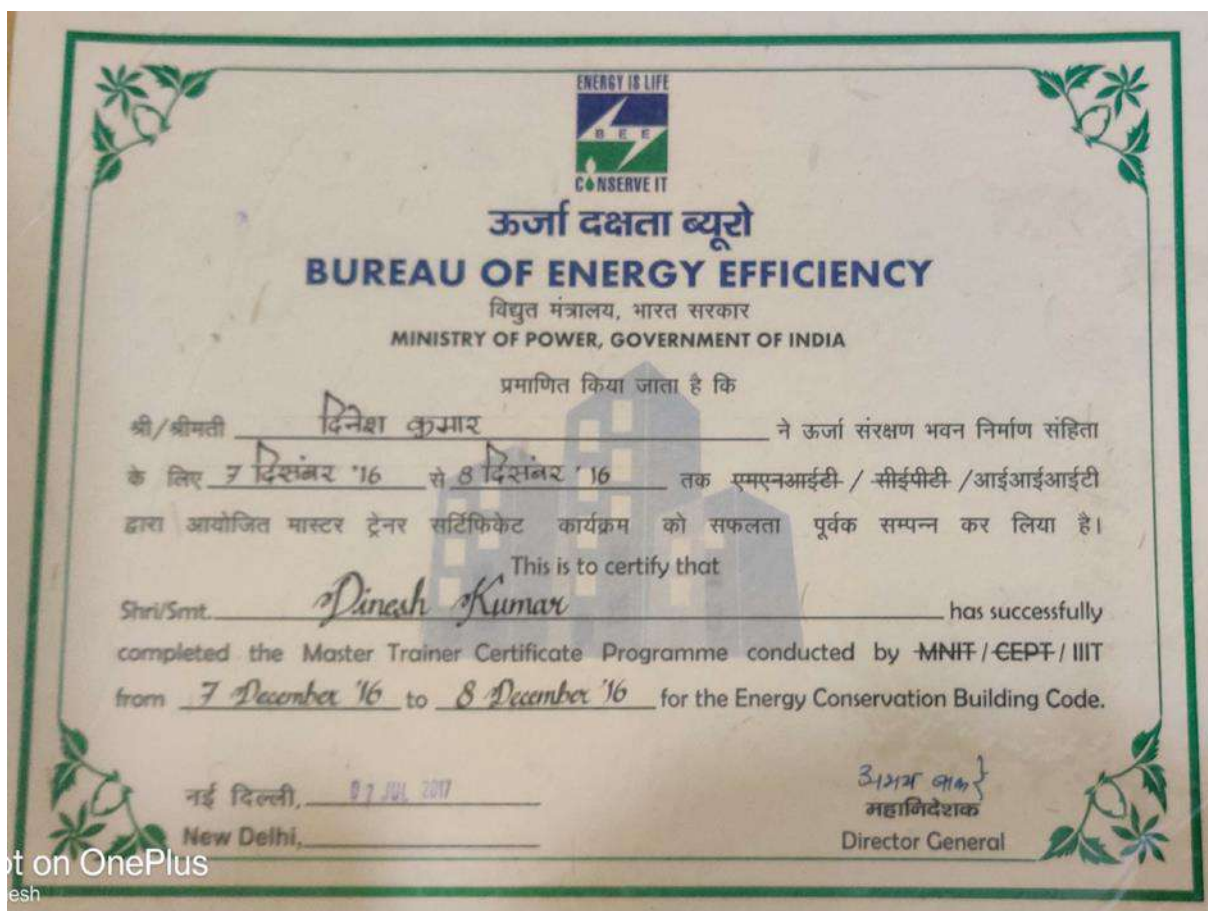 ENERGY IS LIFE
BEE
CONSERVE IT
ऊर्जा दक्षता ब्यूरो
BUREAU OF ENERGY EFFICIENCY
विद्युत मंत्रालय, भारत सरकार
MINISTRY OF POWER, GOVERNMENT OF INDIA
प्रमाणित किया जाता है कि
श्री/श्रीमती दिनेश कुमार ने ऊर्जा संरक्षण भवन निर्माण संहिता
के लिए 7 दिसंबर '16 से 8 दिसंबर '16 तक एमएनआईटी / सीईपीटी /आईआईआईटी
द्वारा आयोजित मास्टर ट्रेनर सर्टिफिकेट कार्यक्रम को सफलता पूर्वक सम्पन्न कर लिया है।
This is to certify that
Shri/Smt. Dinesh Kumar has successfully
completed the Master Trainer Certificate Programme conducted by MNIT / CEPT / IIIT
from 7 December '16 to 8 December '16 for the Energy Conservation Building Code.
अभय बाकरे
नई दिल्ली, 07 JUL 2017
महानिदेशक
New Delhi,
Director General
ot on OnePlus
esh